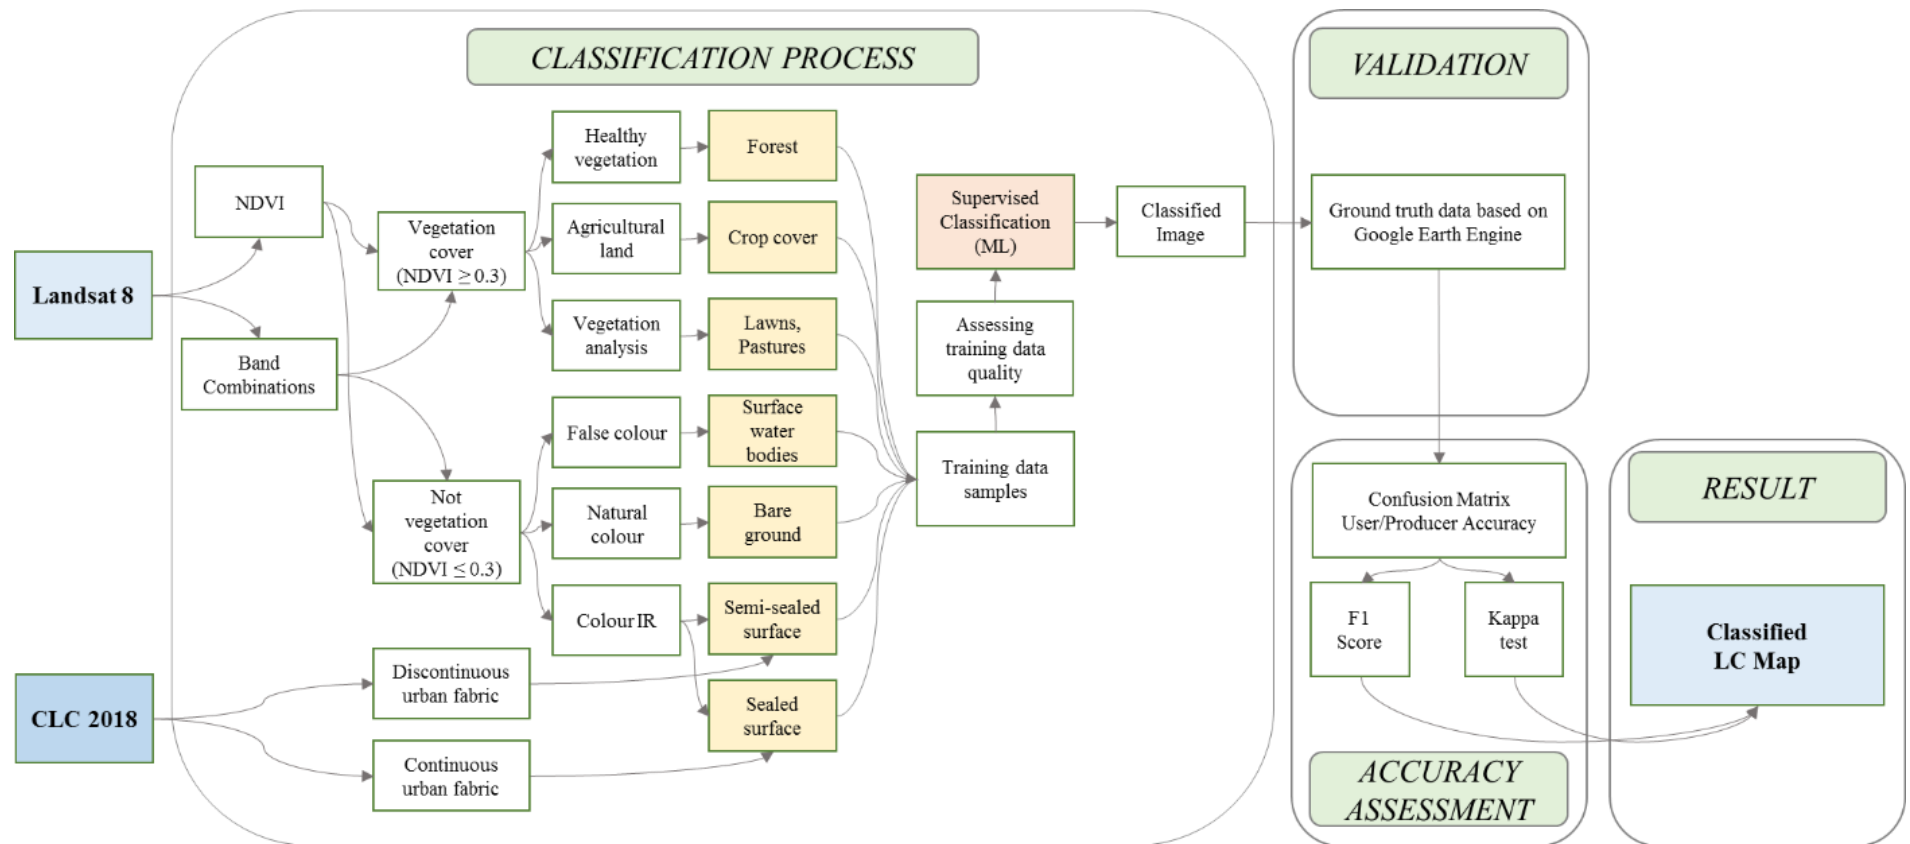 CLASSIFICATION PROCESS
VALIDATION
Landsat 8
CLC 2018
NDVI
Band
Combinations
Vegetation
cover
(NDVI ≥ 0.3)
Not
vegetation
cover
(NDVI ≤ 0.3)
Discontinuous
urban fabric
Continuous
urban fabric
Healthy
vegetation
Agricultural
land
Vegetation
analysis
False colour
Natural
colour
Colour IR
Forest
Crop cover
Lawns,
Pastures
Surface
water
bodies
Bare
ground
Semi-sealed
surface
Sealed
surface
Supervised
Classification
(ML)
Assessing
training data
quality
Training data
samples
Classified
Image
Ground truth data based on
Google Earth Engine
Confusion Matrix
User/Producer Accuracy
F1
Score
Kappa
test
ACCURACY
ASSESSMENT
RESULT
Classified
LC Map